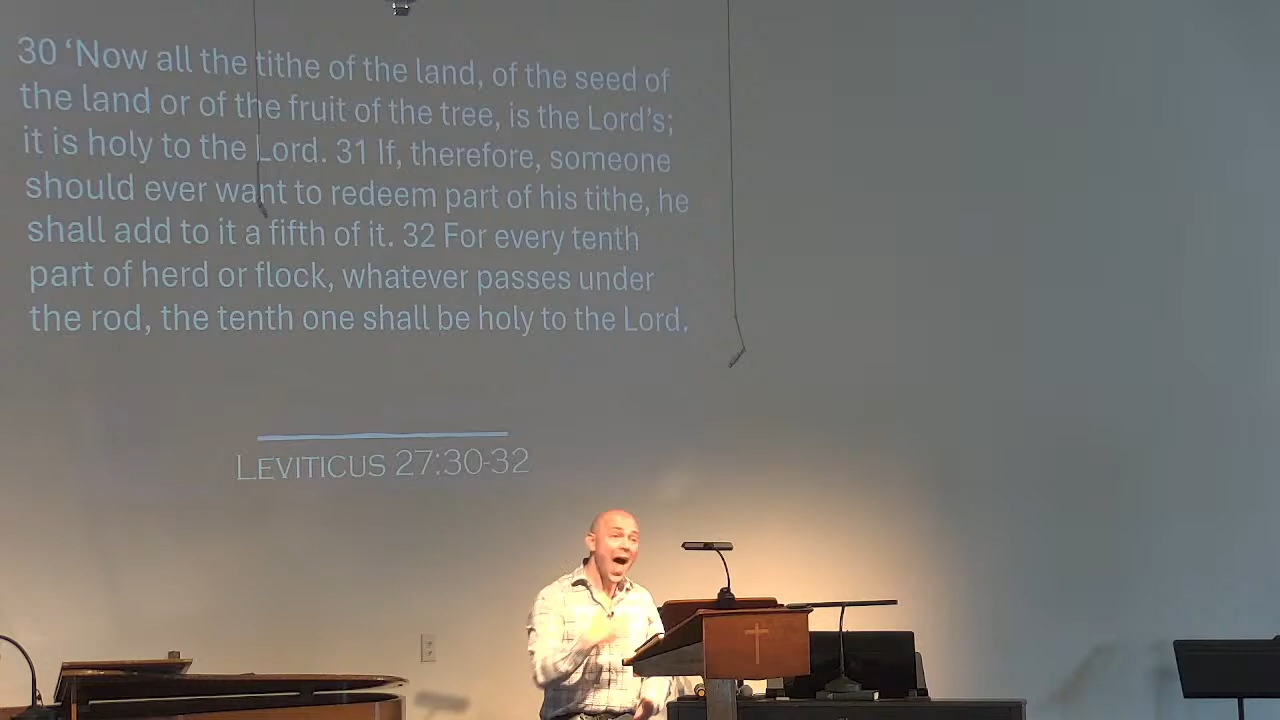 30 ‘Now all the tithe of the land, of the seed of
the land or of the fruit of the tree, is the Lord’s;
it is holy to the Lord. 31 If, therefore, someone
should ever want to redeem part of his tithe, he
shall add to it a fifth of it. 32 For every tenth
part of herd or flock, whatever passes under
the rod, the tenth one shall be holy to the Lord.
LEVITICUS 27:30-32